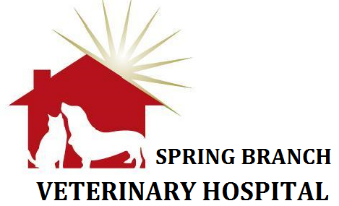 SPRING BRANCH
VETERINARY HOSPITAL